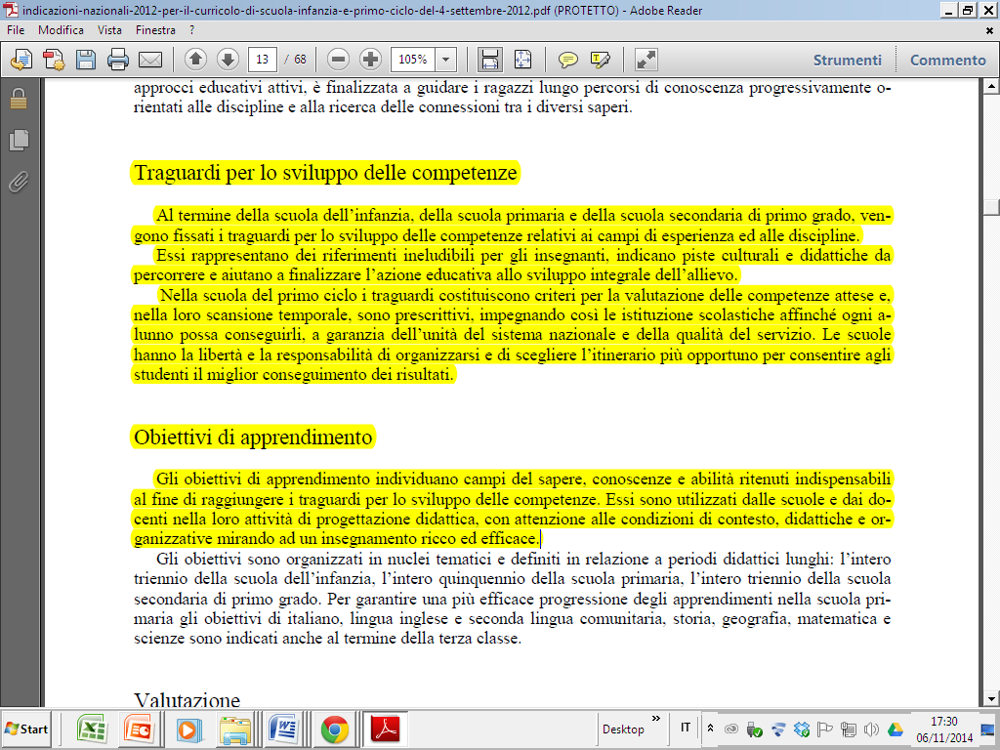 indicazioni-nazionali-2012-per-il-curricolo-di-scuola-infanzia-e-primo-ciclo-del-4-settembre-2012.pdf (PROTETTO) - Adobe Reader
File Modifica Vista Finestra ?
13 / 68 105% Strumenti Commento
approcci educativi attivi, è finalizzata a guidare i ragazzi lungo percorsi di conoscenza progressivamente o-
rientati alle discipline e alla ricerca delle connessioni tra i diversi saperi.
Traguardi per lo sviluppo delle competenze
Al termine della scuola dell’infanzia, della scuola primaria e della scuola secondaria di primo grado, ven-
gono fissati i traguardi per lo sviluppo delle competenze relativi ai campi di esperienza ed alle discipline.
Essi rappresentano dei riferimenti ineludibili per gli insegnanti, indicano piste culturali e didattiche da
percorrere e aiutano a finalizzare l’azione educativa allo sviluppo integrale dell’allievo.
Nella scuola del primo ciclo i traguardi costituiscono criteri per la valutazione delle competenze attese e,
nella loro scansione temporale, sono prescrittivi, impegnando così le istituzione scolastiche affinché ogni a-
lunno possa conseguirli, a garanzia dell’unità del sistema nazionale e della qualità del servizio. Le scuole
hanno la libertà e la responsabilità di organizzarsi e di scegliere l’itinerario più opportuno per consentire agli
studenti il miglior conseguimento dei risultati.
Obiettivi di apprendimento
Gli obiettivi di apprendimento individuano campi del sapere, conoscenze e abilità ritenuti indispensabili
al fine di raggiungere i traguardi per lo sviluppo delle competenze. Essi sono utilizzati dalle scuole e dai do-
centi nella loro attività di progettazione didattica, con attenzione alle condizioni di contesto, didattiche e or-
ganizzative mirando ad un insegnamento ricco ed efficace.
Gli obiettivi sono organizzati in nuclei tematici e definiti in relazione a periodi didattici lunghi: l’intero
triennio della scuola dell’infanzia, l’intero quinquennio della scuola primaria, l’intero triennio della scuola
secondaria di primo grado. Per garantire una più efficace progressione degli apprendimenti nella scuola pri-
maria gli obiettivi di italiano, lingua inglese e seconda lingua comunitaria, storia, geografia, matematica e
scienze sono indicati anche al termine della terza classe.
Valutazione
Start Desktop » IT 17:30
06/11/2014